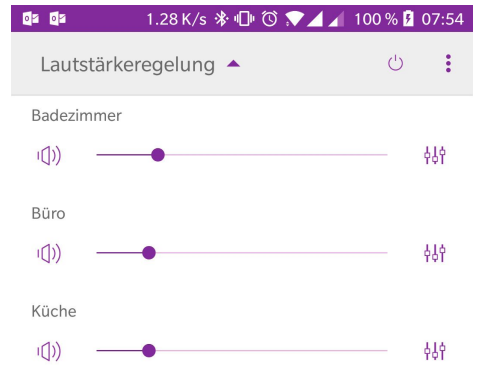 1.28 K/s 100 % 07:54
Lautstärkeregelung
Badezimmer
Büro
Küche